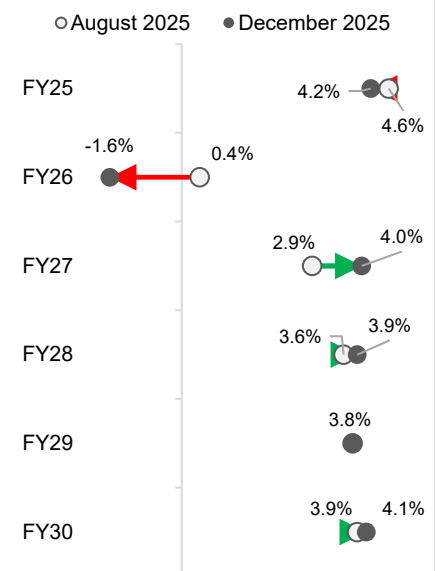 August 2025 December 2025
FY25
4.2%
4.6%
-1.6%
0.4%
FY26
2.9%
4.0%
FY27
3.6%
3.9%
FY28
3.8%
FY29
3.9%
4.1%
FY30